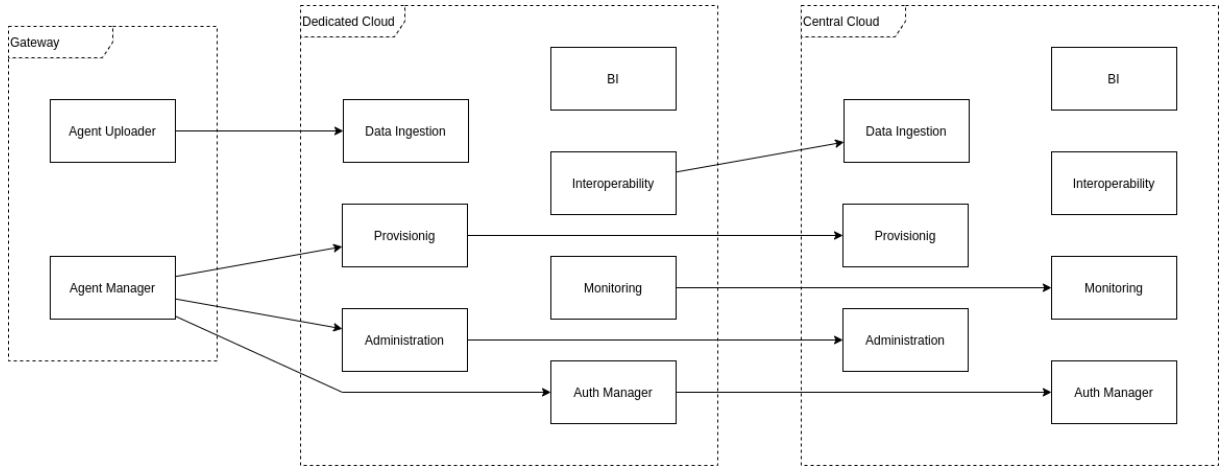 Gateway
Agent Uploader
Agent Manager
Dedicated Cloud
BI
Data Ingestion
Interoperability
Provisionig
Monitoring
Administration
Auth Manager
Central Cloud
BI
Data Ingestion
Interoperability
Provisionig
Monitoring
Administration
Auth Manager